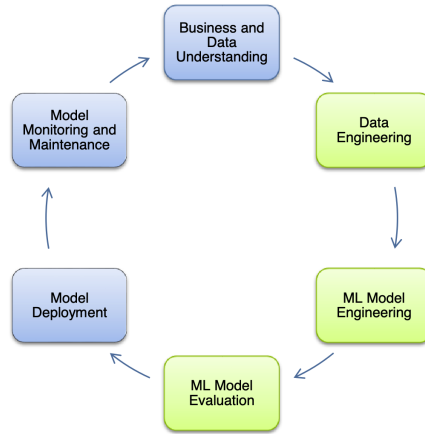 Business and
Data
Understanding
Data
Engineering
ML Model
Engineering
ML Model
Evaluation
Model
Deployment
Model
Monitoring and
Maintenance